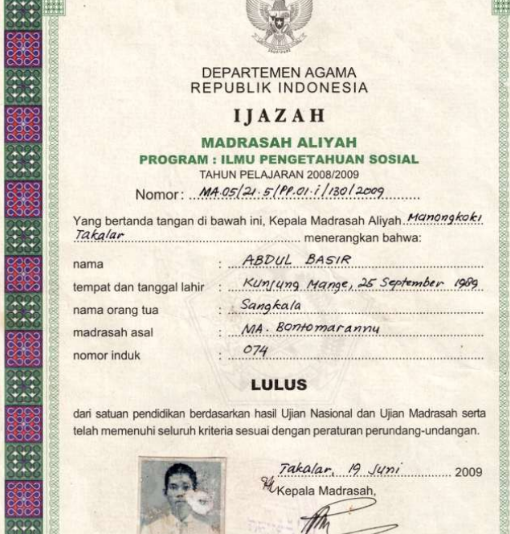 DEPARTEMEN AGAMA
REPUBLIK INDONESIA
IJAZAH
MADRASAH ALIYAH
PROGRAM : ILMU PENGETAHUAN SOSIAL
TAHUN PELAJARAN 2008/2009
Nomor : MA.05/21.5/PP.01.1/130/2009
Yang bertanda tangan di bawah ini, Kepala Madrasah Aliyah Manongkoki
Takalar menerangkan bahwa:
nama : ABDUL BASIR
tempat dan tanggal lahir : Kunjung Mange, 25 September 1989
nama orang tua : Sangkala
madrasah asal : MA. Bontomarannu
nomor induk : 074
LULUS
dari satuan pendidikan berdasarkan hasil Ujian Nasional dan Ujian Madrasah serta
telah memenuhi seluruh kriteria sesuai dengan peraturan perundang-undangan.
Takalar, 19 Juni 2009
Kepala Madrasah,